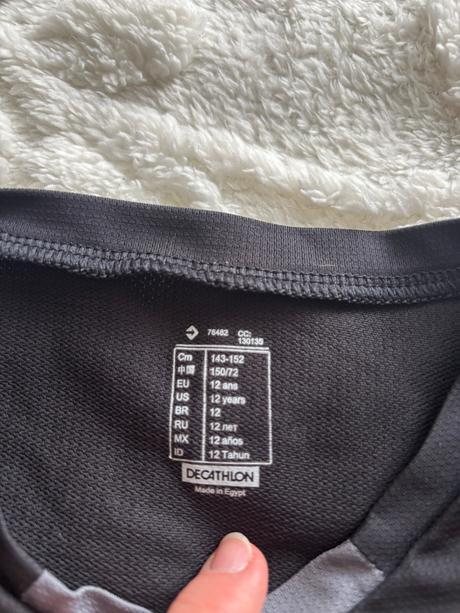 76482 CC:
130135
Cm 143-152
中国 150/72
EU 12 ans
US 12 years
BR 12
RU 12 лет
MX 12 años
ID 12 Tahun
DECATHLON
Made in Egypt